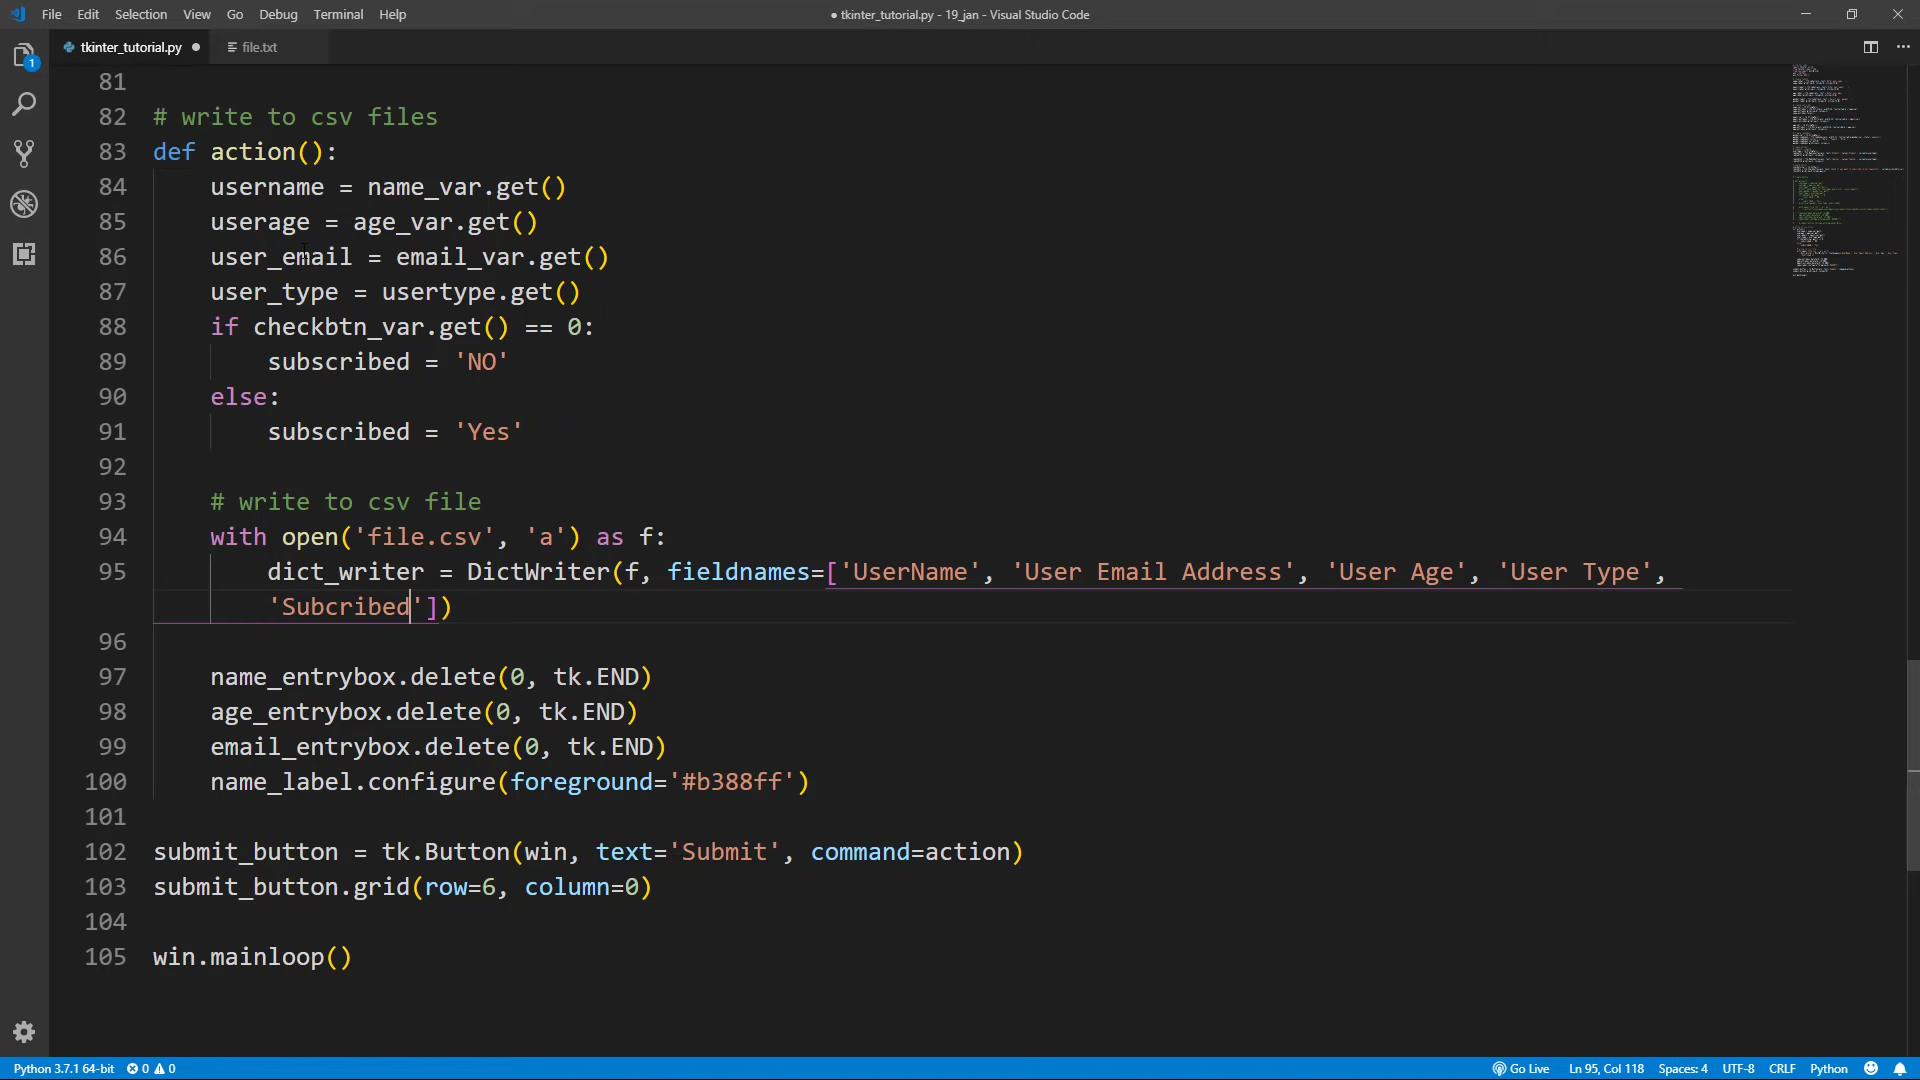 File Edit Selection View Go Debug Terminal Help
● tkinter_tutorial.py - 19_jan - Visual Studio Code
tkinter_tutorial.py ● file.txt
1
81
82 # write to csv files
83 def action():
84 username = name_var.get()
85 userage = age_var.get()
86 user_email = email_var.get()
87 user_type = usertype.get()
88 if checkbtn_var.get() == 0:
89 subscribed = 'NO'
90 else:
91 subscribed = 'Yes'
92
93 # write to csv file
94 with open('file.csv', 'a') as f:
95 dict_writer = DictWriter(f, fieldnames=['UserName', 'User Email Address', 'User Age', 'User Type',
'Subcribed'])
96
97 name_entrybox.delete(0, tk.END)
98 age_entrybox.delete(0, tk.END)
99 email_entrybox.delete(0, tk.END)
100 name_label.configure(foreground='#b388ff')
101
102 submit_button = tk.Button(win, text='Submit', command=action)
103 submit_button.grid(row=6, column=0)
104
105 win.mainloop()
Python 3.7.1 64-bit 0 0 Go Live Ln 95, Col 118 Spaces: 4 UTF-8 CRLF Python